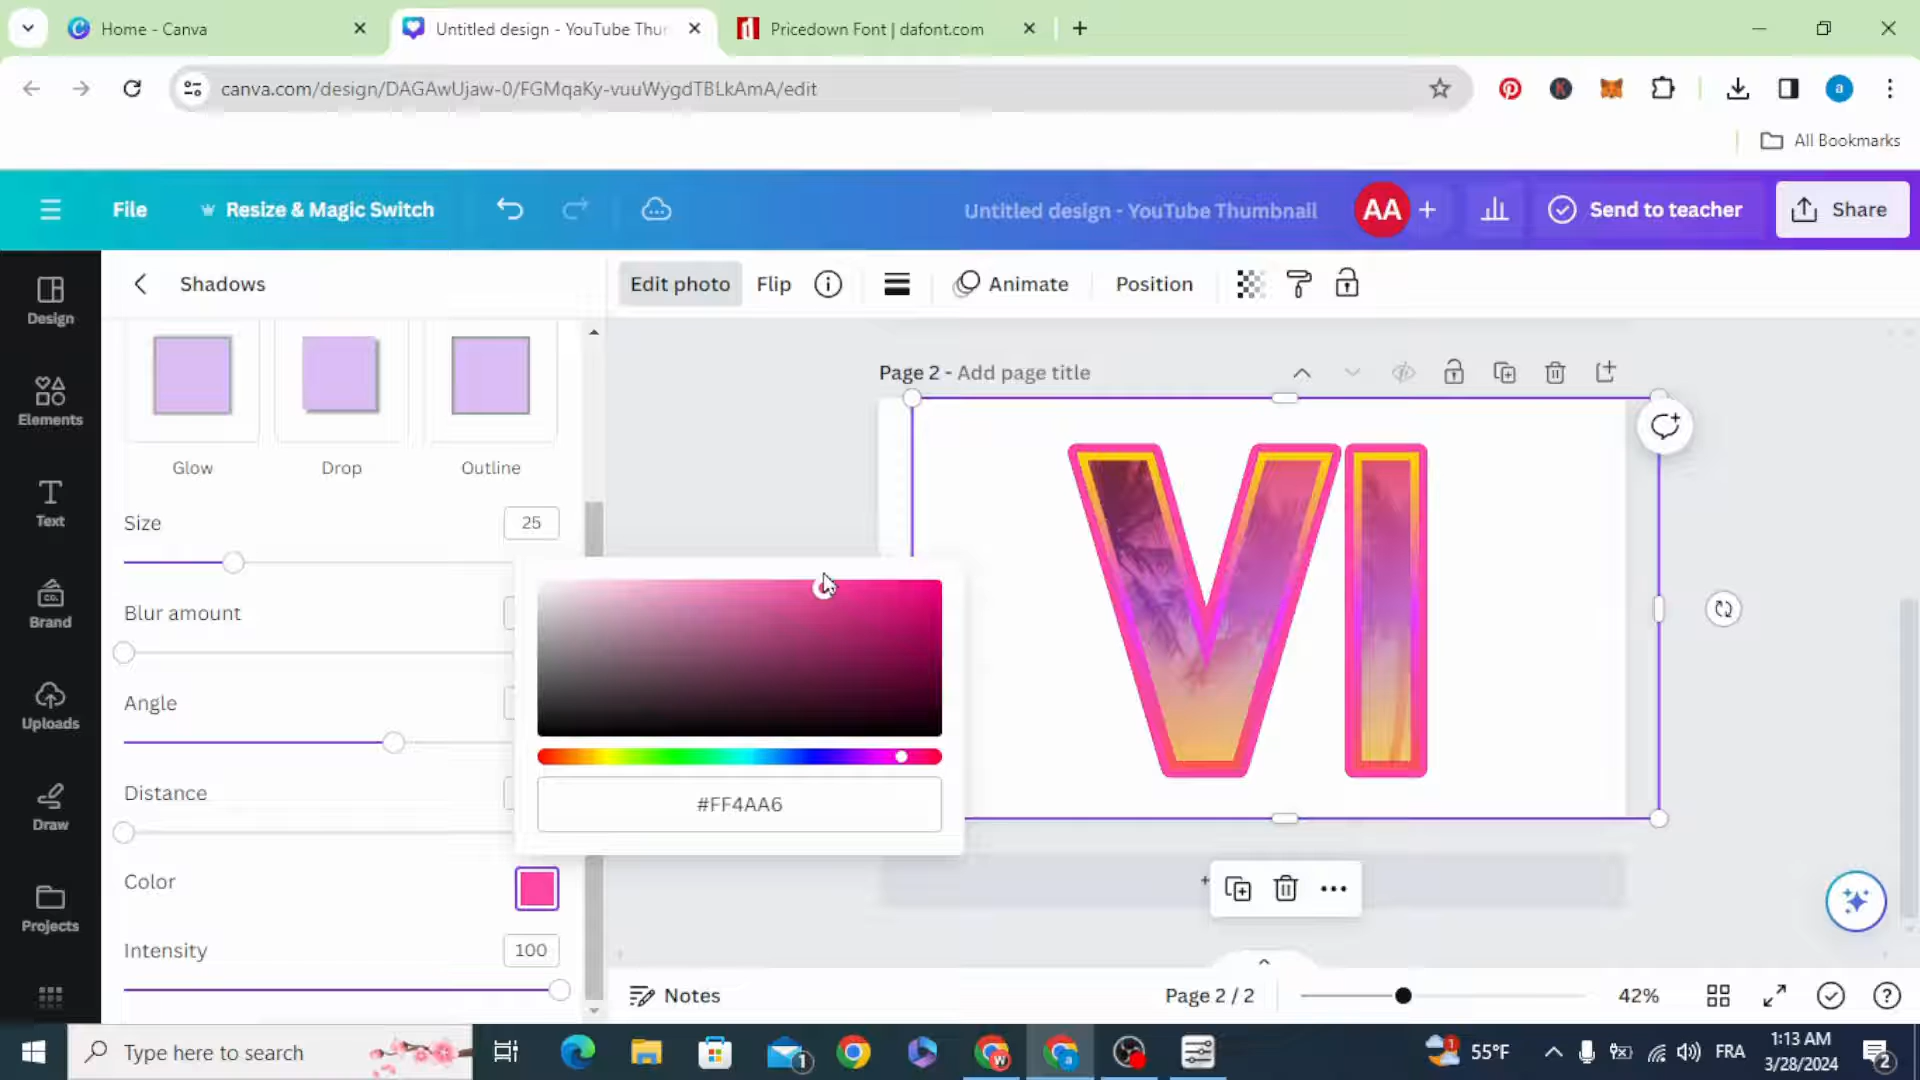 Home - Canva
Untitled design - YouTube Thu
Pricedown Font | dafont.com
canva.com/design/DAGAwUjaw-0/FGMqaKy-vuuWygdTBLkAmA/edit
All Bookmarks
File
Resize & Magic Switch
Untitled design - YouTube Thumbnail
AA
Send to teacher
Share
Shadows
Edit photo
Flip
Animate
Position
Design
Elements
Text
Brand
Uploads
Draw
Projects
Glow
Drop
Outline
Size
25
Blur amount
Angle
Distance
Color
Intensity
100
#FF4AA6
Page 2 - Add page title
VI
Notes
Page 2 / 2
42%
Type here to search
55°F
FRA
1:13 AM
3/28/2024